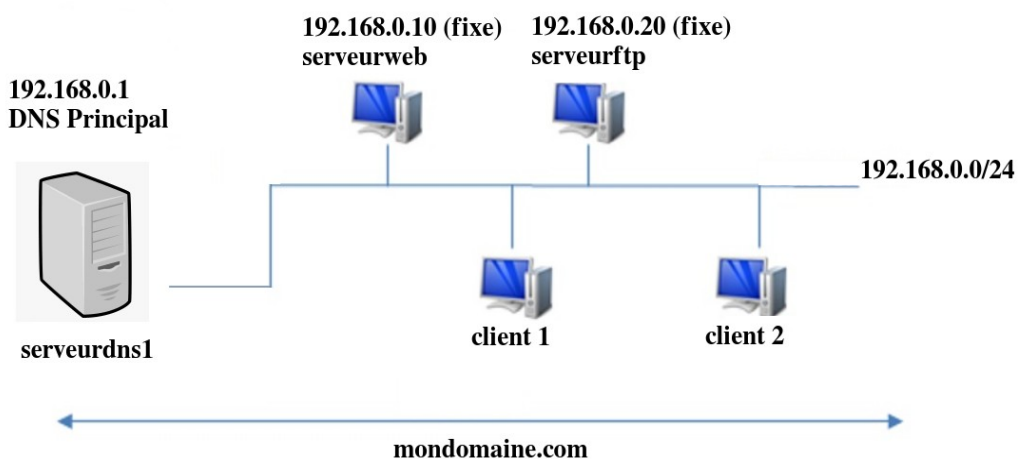 192.168.0.10 (fixe)
serveurweb
192.168.0.20 (fixe)
serveurftp
192.168.0.1
DNS Principal
192.168.0.0/24
serveurdns1
client 1
client 2
mondomaine.com